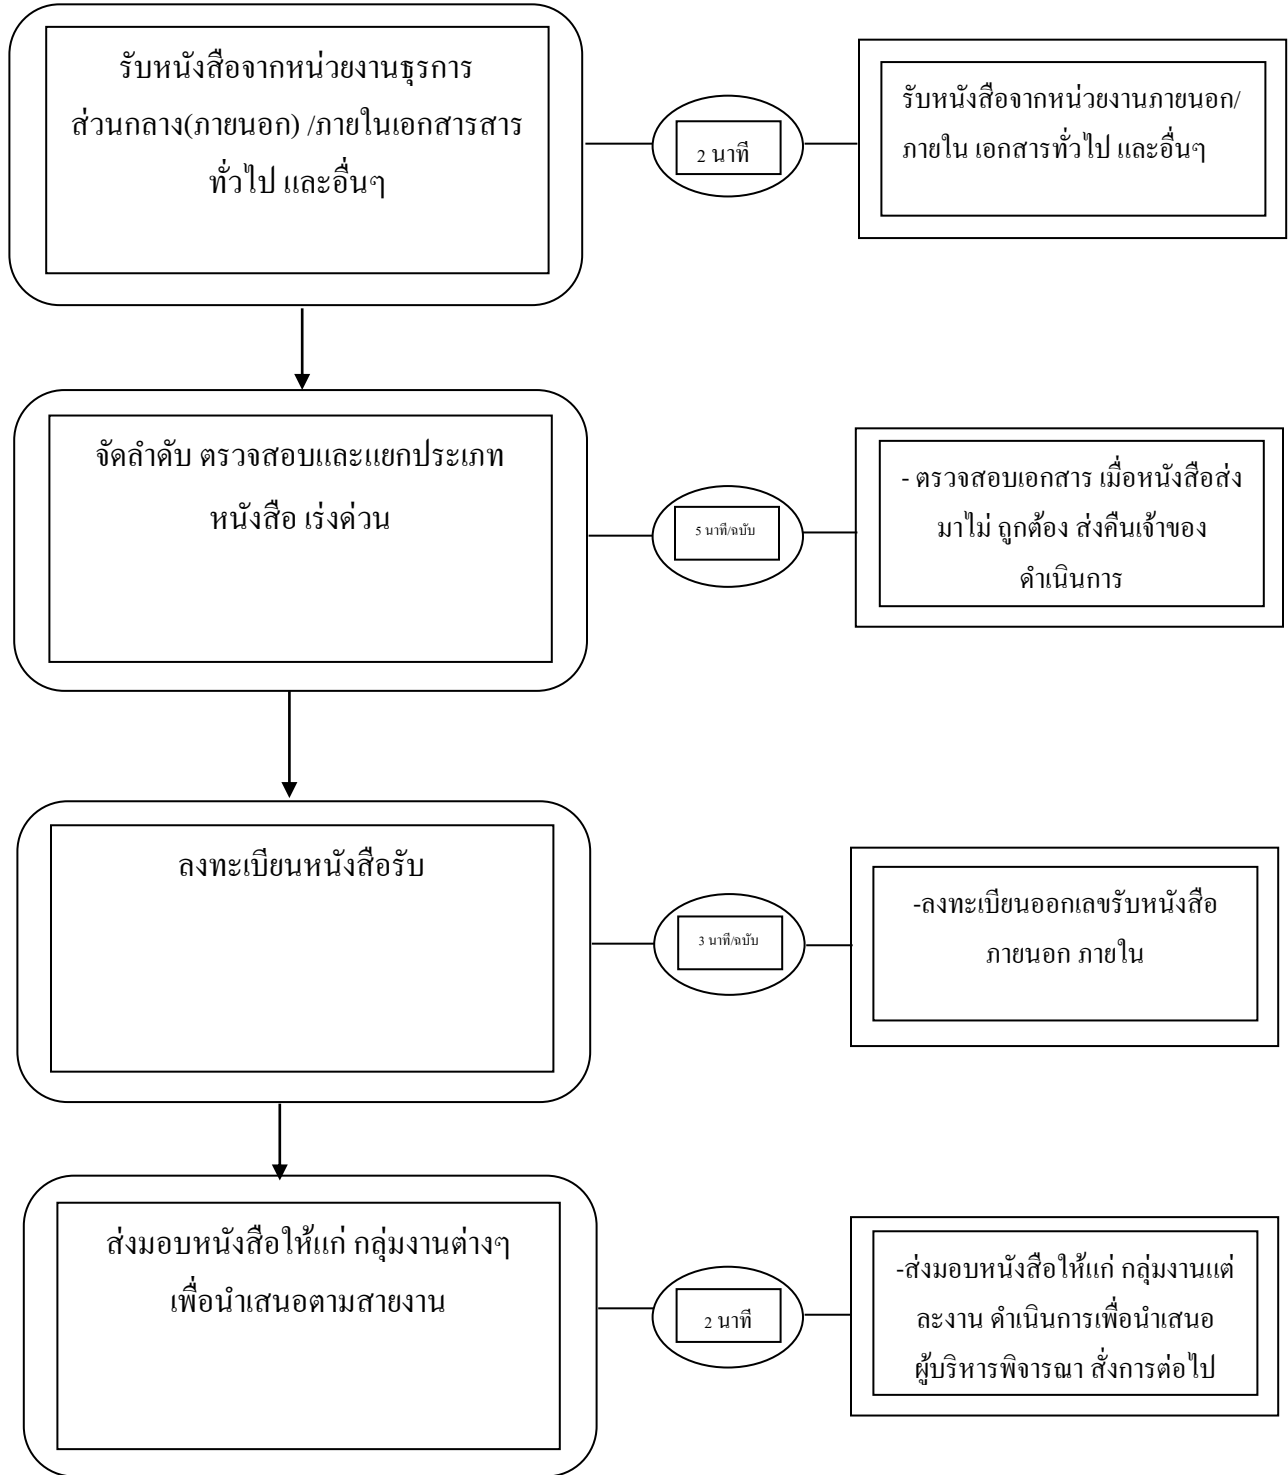 รับหนังสือจากหน่วยงานธุรการ
ส่วนกลาง(ภายนอก) /ภายในเอกสารสาร
ทั่วไป และอื่นๆ
2 นาที
รับหนังสือจากหน่วยงานภายนอก/
ภายใน เอกสารทั่วไป และอื่นๆ
จัดลำดับ ตรวจสอบและแยกประเภท
หนังสือ เร่งด่วน
5 นาที/ฉบับ
- ตรวจสอบเอกสาร เมื่อหนังสือส่ง
มาไม่ ถูกต้อง ส่งคืนเจ้าของ
ดำเนินการ
ลงทะเบียนหนังสือรับ
3 นาที/ฉบับ
-ลงทะเบียนออกเลขรับหนังสือ
ภายนอก ภายใน
ส่งมอบหนังสือให้แก่ กลุ่มงานต่างๆ
เพื่อนำเสนอตามสายงาน
2 นาที
-ส่งมอบหนังสือให้แก่ กลุ่มงานแต่
ละงาน ดำเนินการเพื่อนำเสนอ
ผู้บริหารพิจารณา สั่งการต่อไป